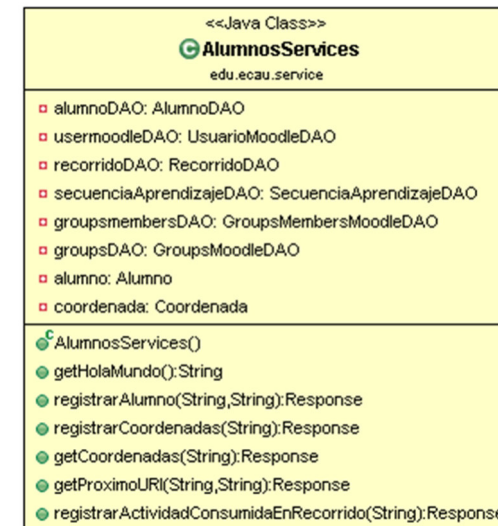 <<Java Class>>
C AlumnosServices
edu.ecau.service
alumnoDAO: AlumnoDAO
usermoodleDAO: UsuarioMoodleDAO
recorridoDAO: RecorridoDAO
secuenciaAprendizajeDAO: SecuenciaAprendizajeDAO
groupsmembersDAO: GroupsMembersMoodleDAO
groupsDAO: GroupsMoodleDAO
alumno: Alumno
coordenada: Coordenada
C AlumnosServices()
getHolaMundo():String
registrarAlumno(String,String):Response
registrarCoordenadas(String):Response
getCoordenadas(String):Response
getProximoURI(String,String):Response
registrarActividadConsumidaEnRecorrido(String):Response